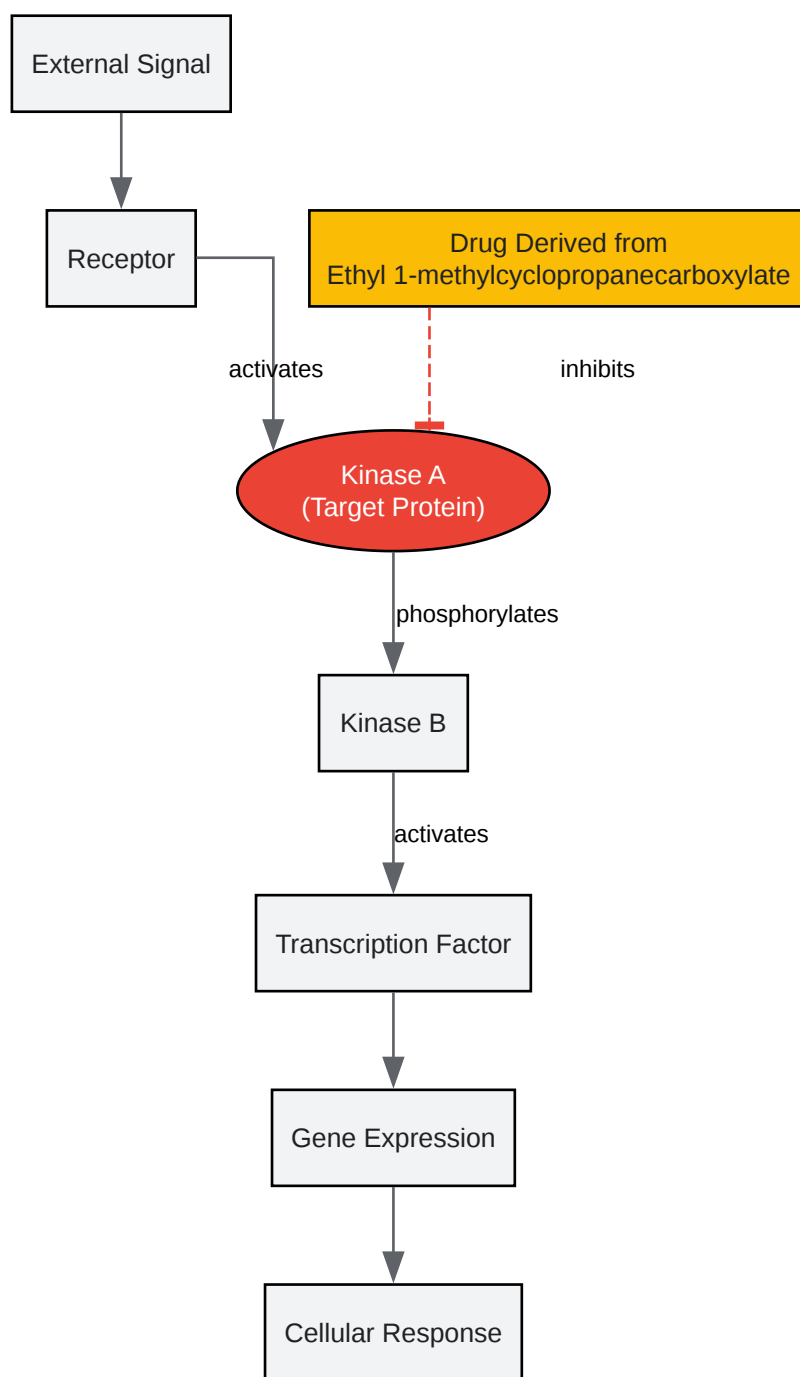 External Signal
Receptor
Drug Derived from
Ethyl 1-methylcyclopropanecarboxylate
activates
inhibits
Kinase A
(Target Protein)
phosphorylates
Kinase B
activates
Transcription Factor
Gene Expression
Cellular Response